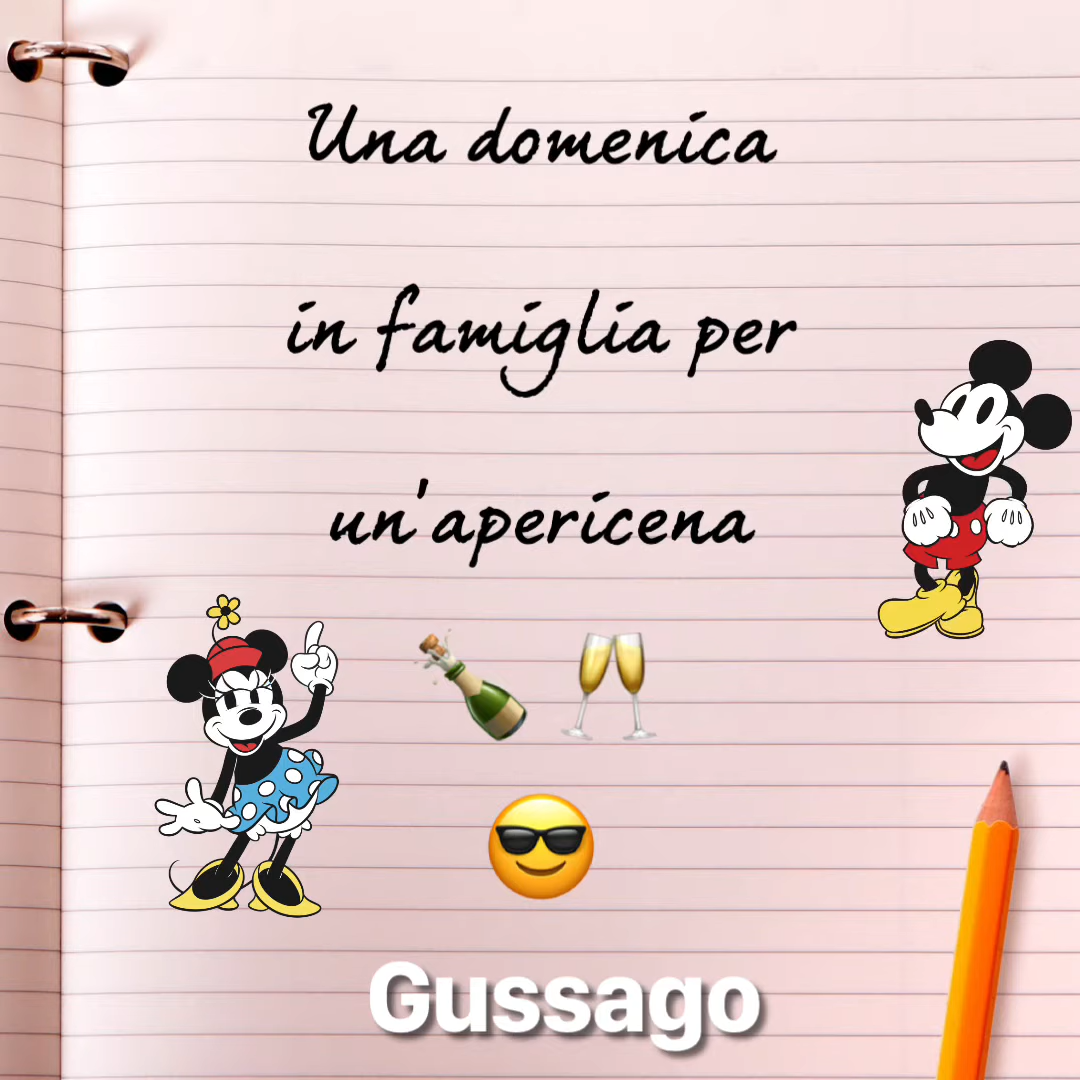 Una domenica
in famiglia per
un'apericena
🍾 🥂
😎
Gussago